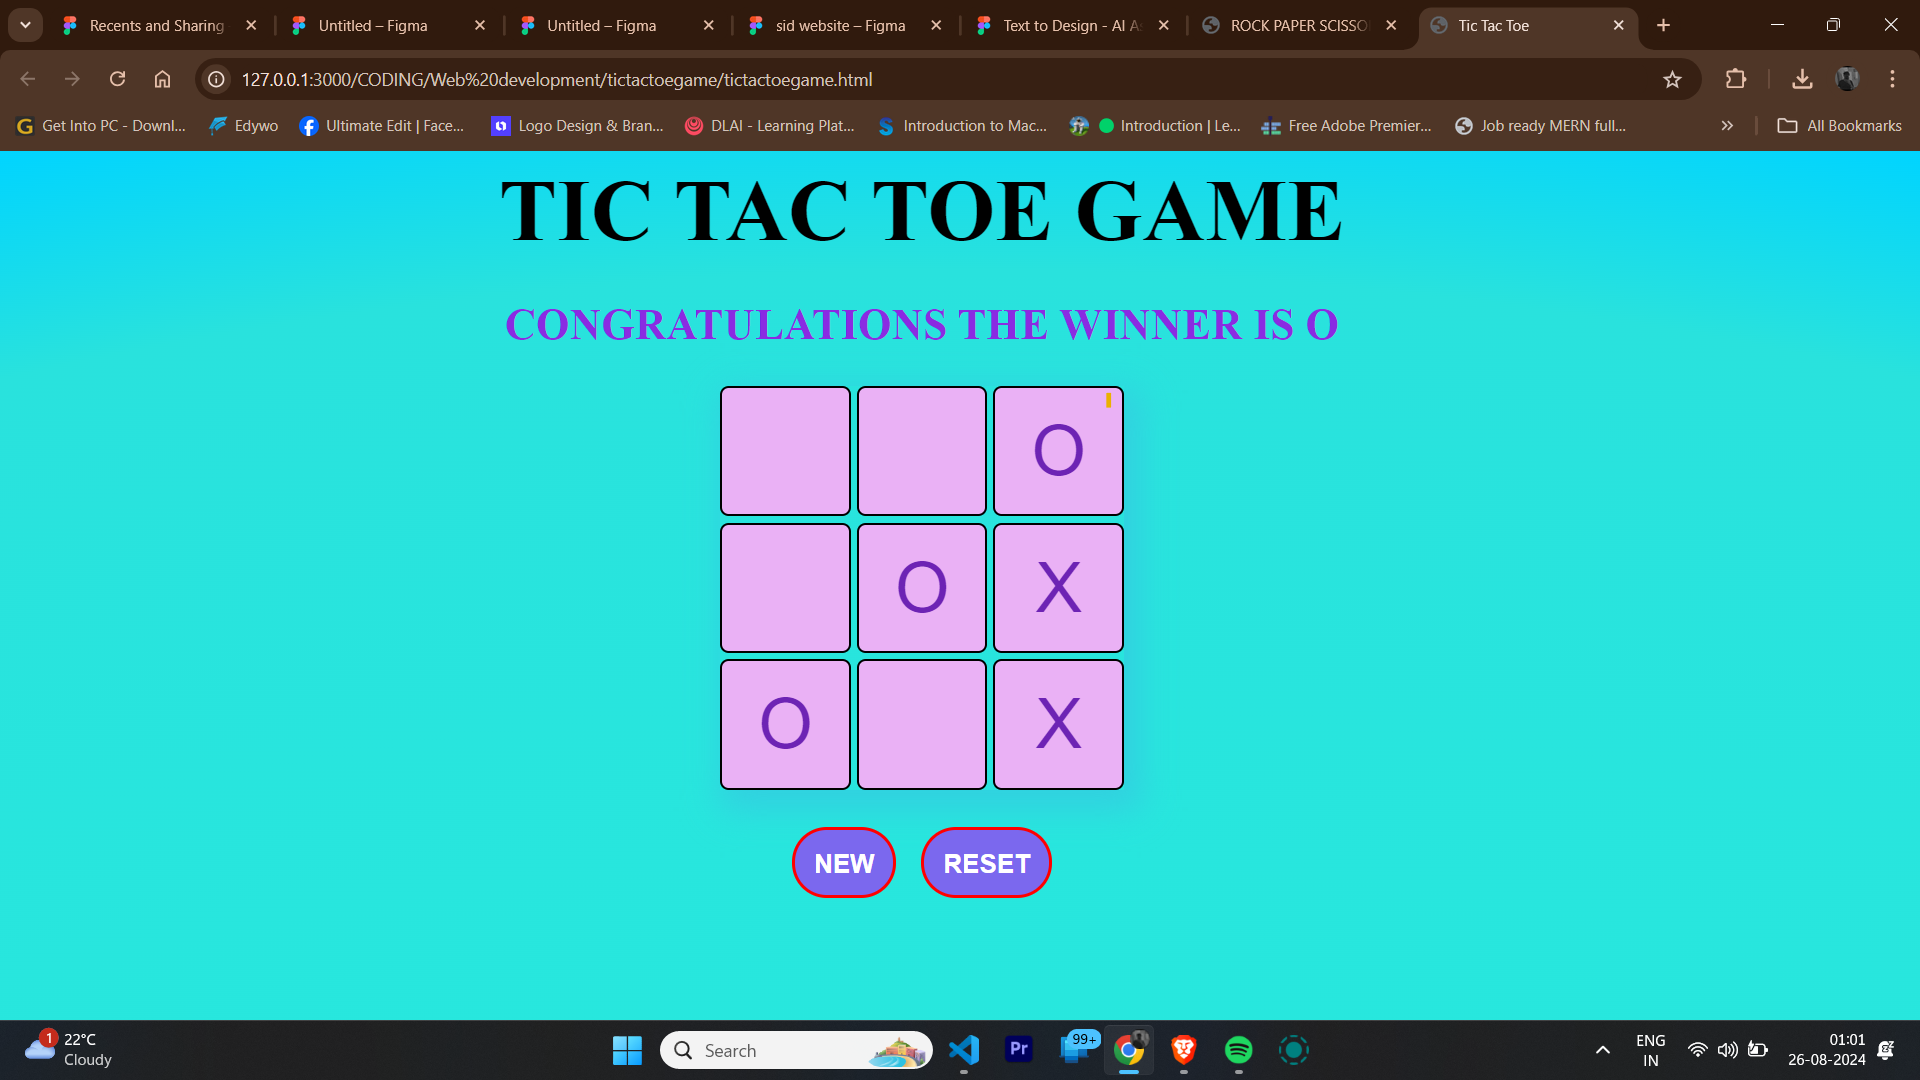 Recents and Sharing
Untitled – Figma
Untitled – Figma
sid website – Figma
Text to Design - AI A
ROCK PAPER SCISSO
Tic Tac Toe
127.0.0.1:3000/CODING/Web%20development/tictactoegame/tictactoegame.html
Get Into PC - Downl...
Edywo
Ultimate Edit | Face...
Logo Design & Bran...
DLAI - Learning Plat...
Introduction to Mac...
Introduction | Le...
Free Adobe Premier...
Job ready MERN full...
All Bookmarks
TIC TAC TOE GAME
CONGRATULATIONS THE WINNER IS O
O
O X
O X
NEW RESET
1
22°C
Cloudy
Search
Pr
99+
ENG
IN
01:01
26-08-2024